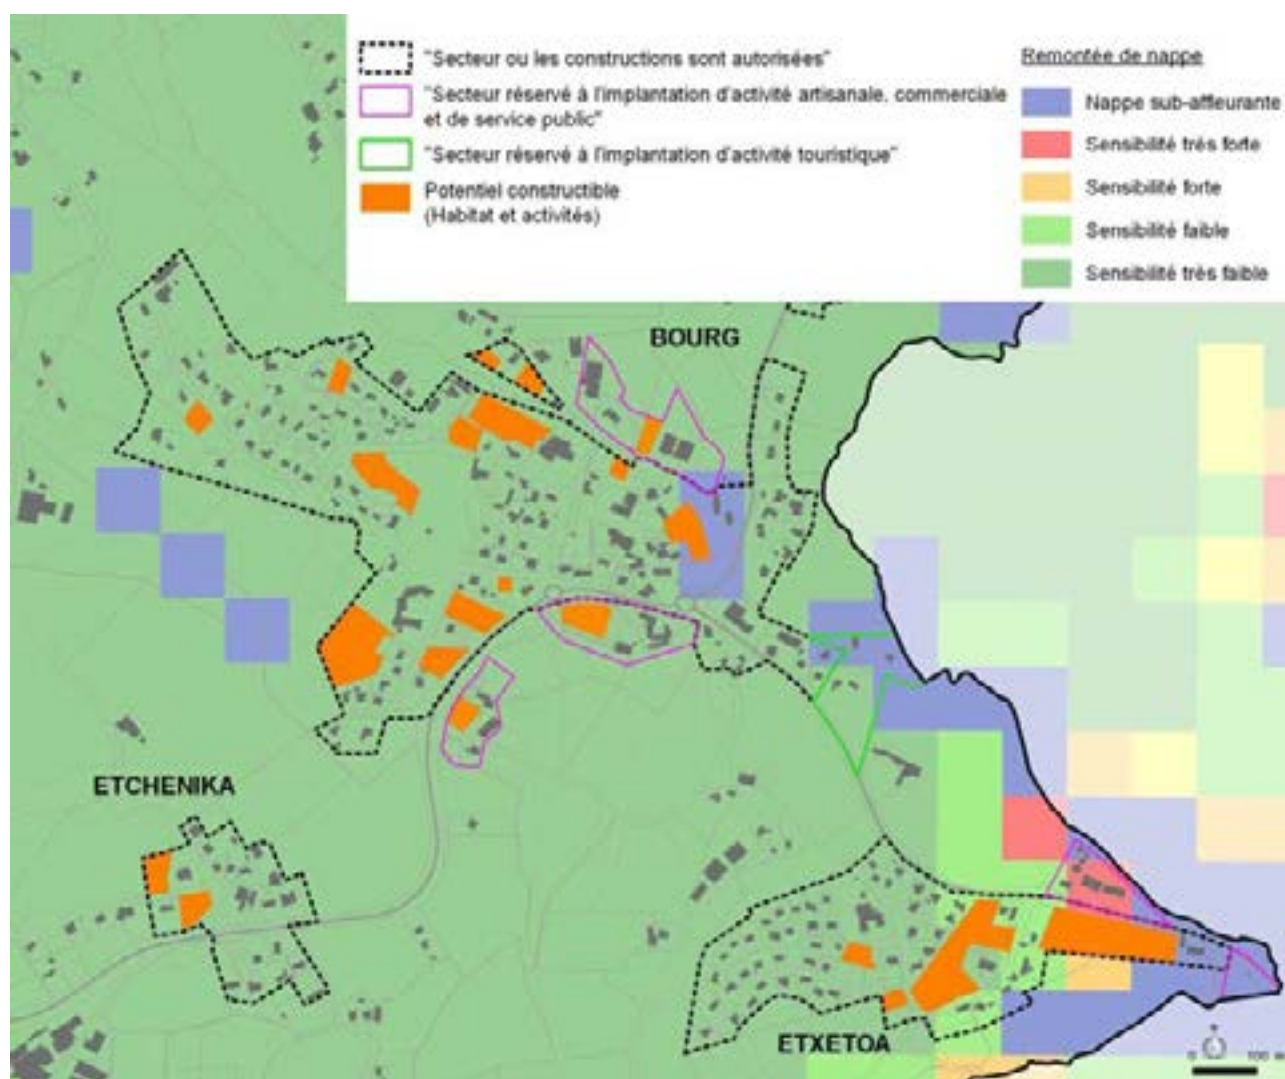 "Secteur ou les constructions sont autorisées"
"Secteur réservé à l'implantation d'activité artisanale, commerciale
et de service public"
"Secteur réservé à l'implantation d'activité touristique"
Potentiel constructible
(Habitat et activités)
Remontée de nappe
Nappe sub-affleurante
Sensibilité très forte
Sensibilité forte
Sensibilité faible
Sensibilité très faible
BOURG
ETCHENIKA
ETXETOA
0 100 m